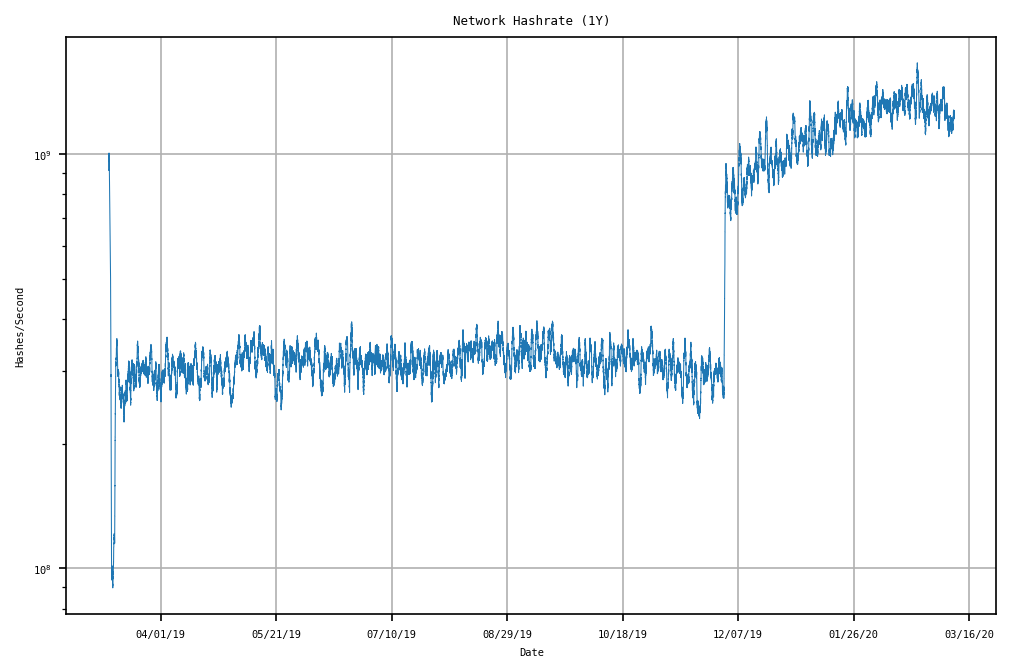 Network Hashrate (1Y)
Hashes/Second
10⁹
10⁸
04/01/19 05/21/19 07/10/19 08/29/19 10/18/19 12/07/19 01/26/20 03/16/20
Date